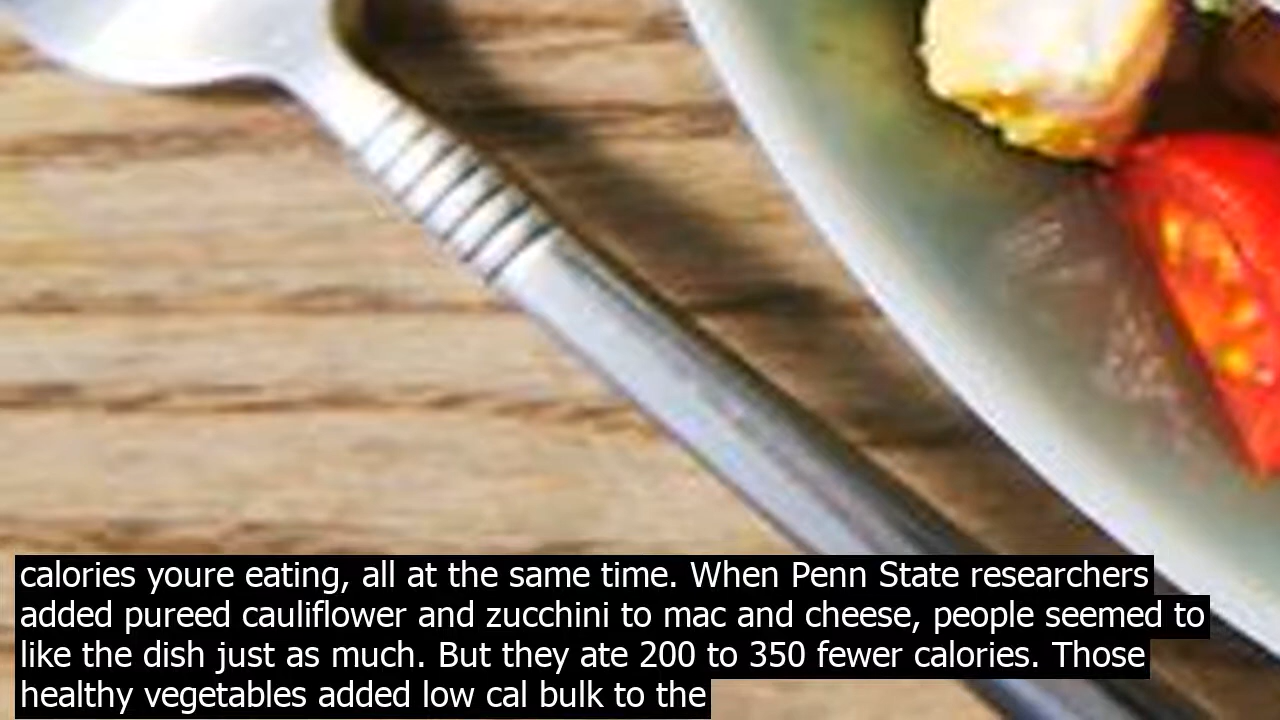 calories youre eating, all at the same time. When Penn State researchers
added pureed cauliflower and zucchini to mac and cheese, people seemed to
like the dish just as much. But they ate 200 to 350 fewer calories. Those
healthy vegetables added low cal bulk to the